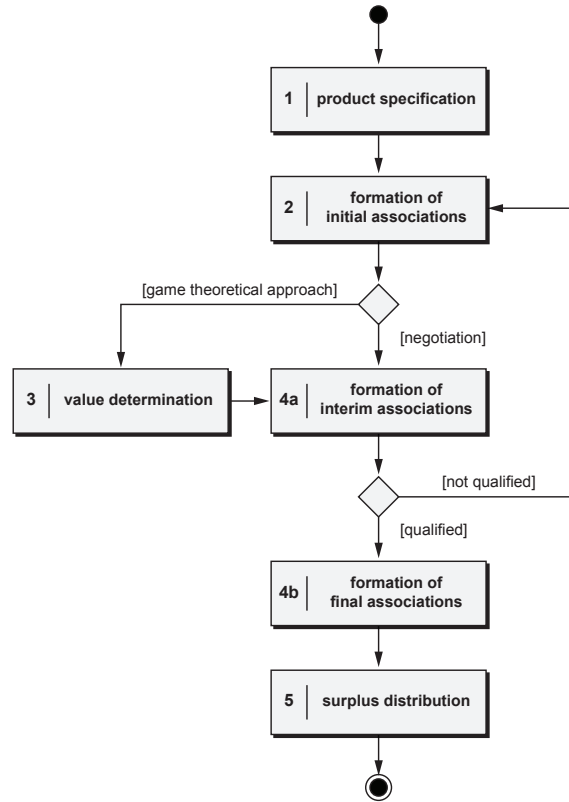 1 product specification
2 formation of
initial associations
[game theoretical approach]
[negotiation]
3 value determination
4a formation of
interim associations
[not qualified]
[qualified]
4b formation of
final associations
5 surplus distribution